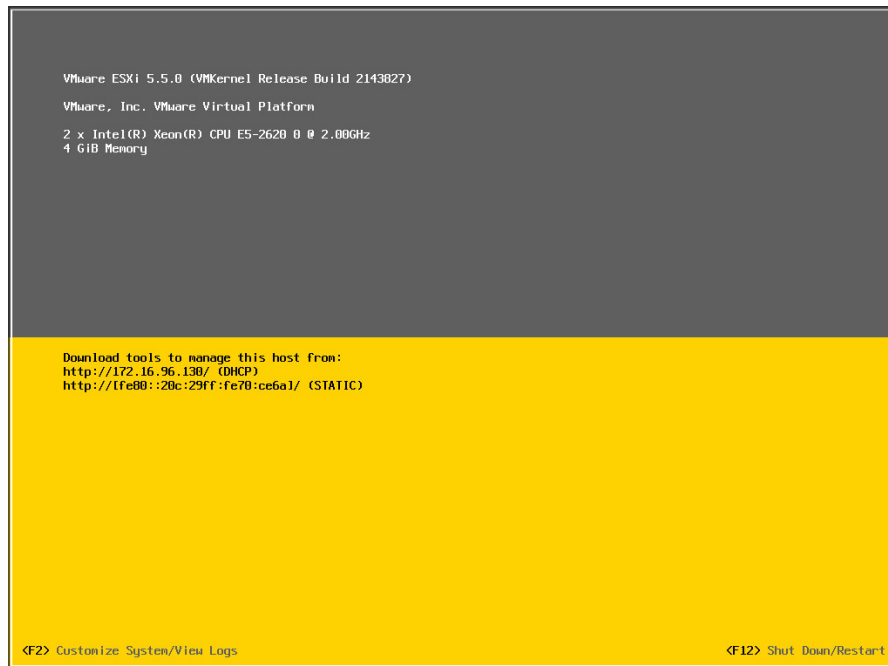 VMware ESXi 5.5.0 (VMKernel Release Build 2143827)
VMware, Inc. VMware Virtual Platform
2 x Intel(R) Xeon(R) CPU E5-2620 0 @ 2.00GHz
4 GiB Memory
Download tools to manage this host from:
http://172.16.96.130/ (DHCP)
http://[fe80::20c:29ff:fe70:ce6a]/ (STATIC)
<F2> Customize System/View Logs
<F12> Shut Down/Restart